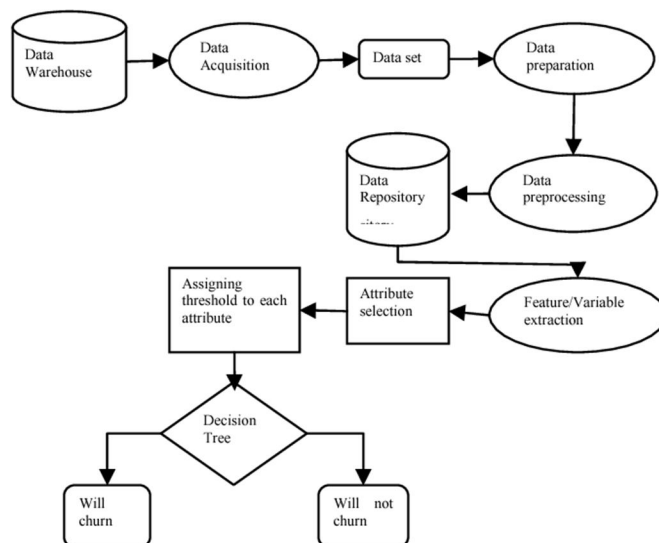 Data
Warehouse
Data
Acquisition
Data set
Data
preparation
Data
Repository
Data
preprocessing
Assigning
threshold to each
attribute
Attribute
selection
Feature/Variable
extraction
Decision
Tree
Will
churn
Will not
churn